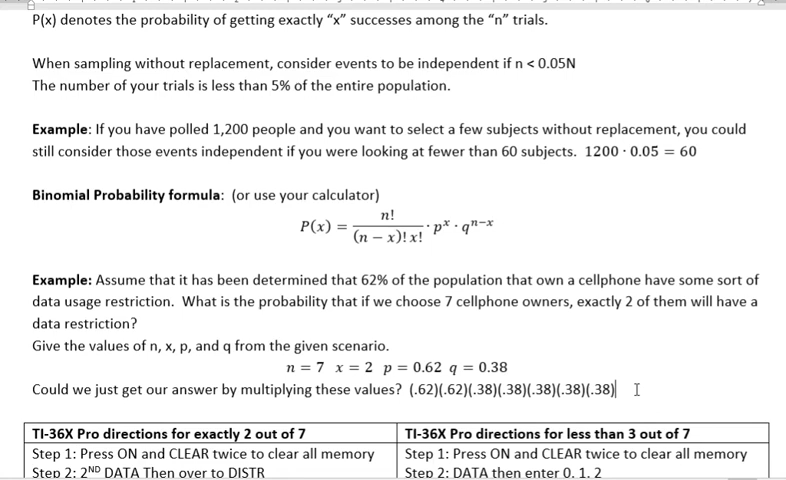 P(x) denotes the probability of getting exactly “x” successes among the “n” trials.
When sampling without replacement, consider events to be independent if n < 0.05N
The number of your trials is less than 5% of the entire population.
Example: If you have polled 1,200 people and you want to select a few subjects without replacement, you could
still consider those events independent if you were looking at fewer than 60 subjects. 1200 · 0.05 = 60
Binomial Probability formula: (or use your calculator)
P(x) = n! / (n − x)! x! · pˣ · qⁿ⁻ˣ
Example: Assume that it has been determined that 62% of the population that own a cellphone have some sort of
data usage restriction. What is the probability that if we choose 7 cellphone owners, exactly 2 of them will have a
data restriction?
Give the values of n, x, p, and q from the given scenario.
n = 7 x = 2 p = 0.62 q = 0.38
Could we just get our answer by multiplying these values? (.62)(.62)(.38)(.38)(.38)(.38)(.38)
TI-36X Pro directions for exactly 2 out of 7
TI-36X Pro directions for less than 3 out of 7
Step 1: Press ON and CLEAR twice to clear all memory
Step 1: Press ON and CLEAR twice to clear all memory
Step 2: 2ᴺᴰ DATA Then over to DISTR
Step 2: DATA then enter 0, 1, 2